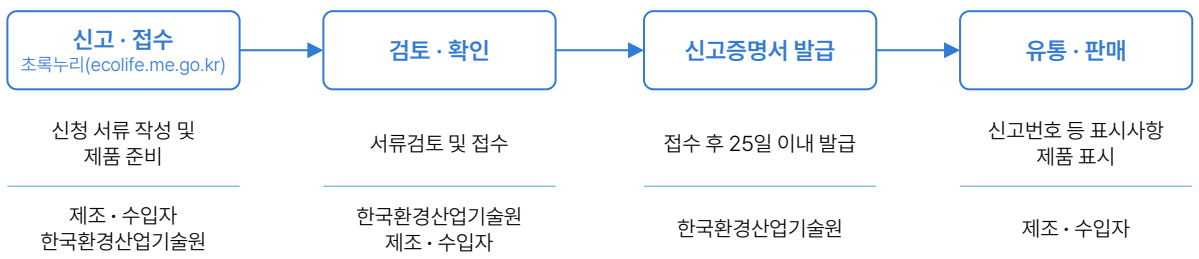 신고 · 접수
초록누리(ecolife.me.go.kr)
검토 · 확인
신고증명서 발급
유통 · 판매
신청 서류 작성 및
제품 준비
서류검토 및 접수
접수 후 25일 이내 발급
신고번호 등 표시사항
제품 표시
제조 · 수입자
한국환경산업기술원
한국환경산업기술원
제조 · 수입자
한국환경산업기술원
제조 · 수입자